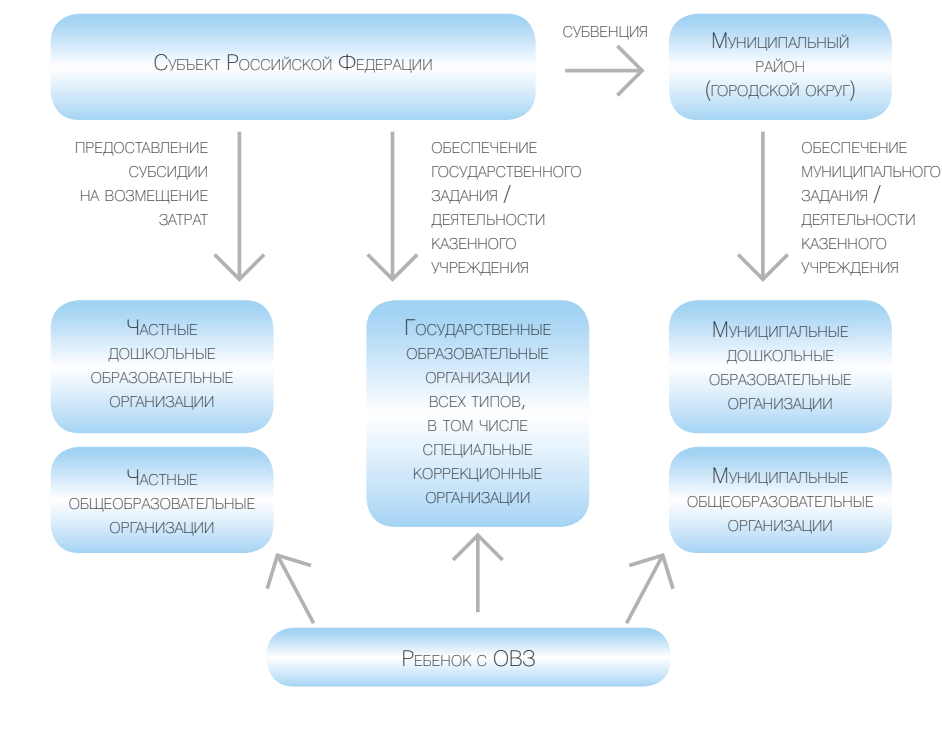 Субъект Российской Федерации
субвенция
Муниципальный
район
(городской округ)
предоставление
субсидии
на возмещение
затрат
обеспечение
государственного
задания /
деятельности
казенного
учреждения
обеспечение
муниципального
задания /
деятельности
казенного
учреждения
Частные
дошкольные
образовательные
организации
Государственные
образовательные
организации
всех типов,
в том числе
специальные
коррекционные
организации
Муниципальные
дошкольные
образовательные
организации
Частные
общеобразовательные
организации
Муниципальные
общеобразовательные
организации
Ребенок с ОВЗ